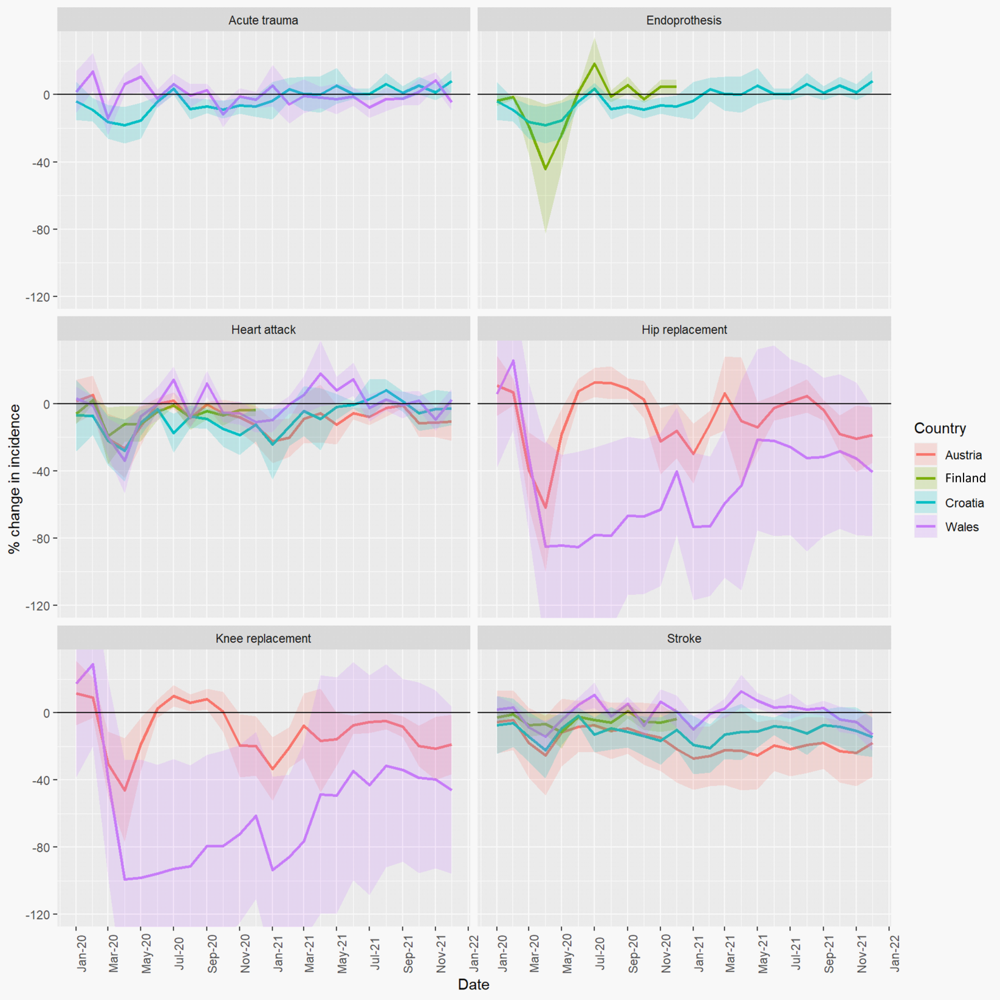 Acute trauma
Endoprothesis
0
-40
-80
-120
Heart attack
Hip replacement
0
-40
-80
-120
% change in incidence
Country
Austria
Finland
Croatia
Wales
Knee replacement
Stroke
0
-40
-80
-120
Jan-20
Mar-20
May-20
Jul-20
Sep-20
Nov-20
Jan-21
Mar-21
May-21
Jul-21
Sep-21
Nov-21
Jan-22
Jan-20
Mar-20
May-20
Jul-20
Sep-20
Nov-20
Jan-21
Mar-21
May-21
Jul-21
Sep-21
Nov-21
Jan-22
Date